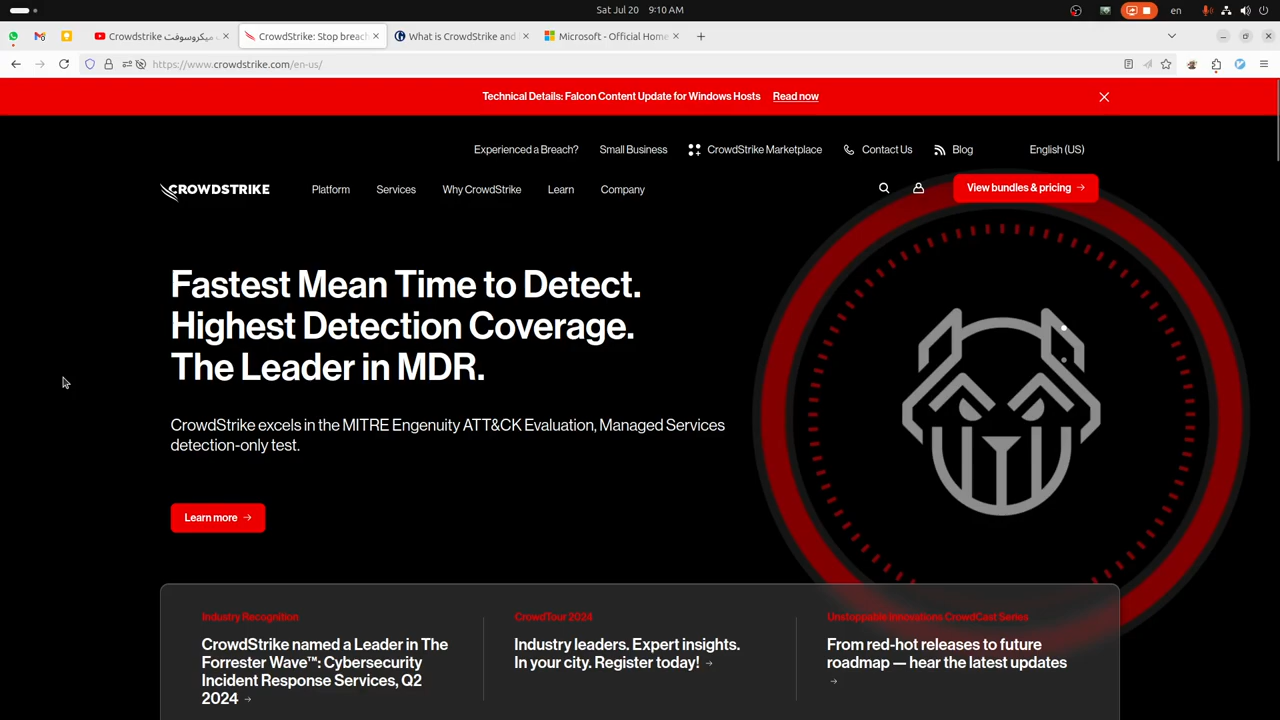 Sat Jul 20 9:10 AM
en
Crowdstrike ميكروسوفت
CrowdStrike: Stop breach
What is CrowdStrike and
Microsoft - Official Home
https://www.crowdstrike.com/en-us/
Technical Details: Falcon Content Update for Windows Hosts Read now
Experienced a Breach? Small Business CrowdStrike Marketplace Contact Us Blog English (US)
CROWDSTRIKE Platform Services Why CrowdStrike Learn Company View bundles & pricing →
Fastest Mean Time to Detect.
Highest Detection Coverage.
The Leader in MDR.
CrowdStrike excels in the MITRE Engenuity ATT&CK Evaluation, Managed Services
detection-only test.
Learn more →
Industry Recognition
CrowdStrike named a Leader in The
Forrester Wave™: Cybersecurity
Incident Response Services, Q2
2024 →
CrowdTour 2024
Industry leaders. Expert insights.
In your city. Register today! →
Unstoppable Innovations CrowdCast Series
From red-hot releases to future
roadmap — hear the latest updates
→